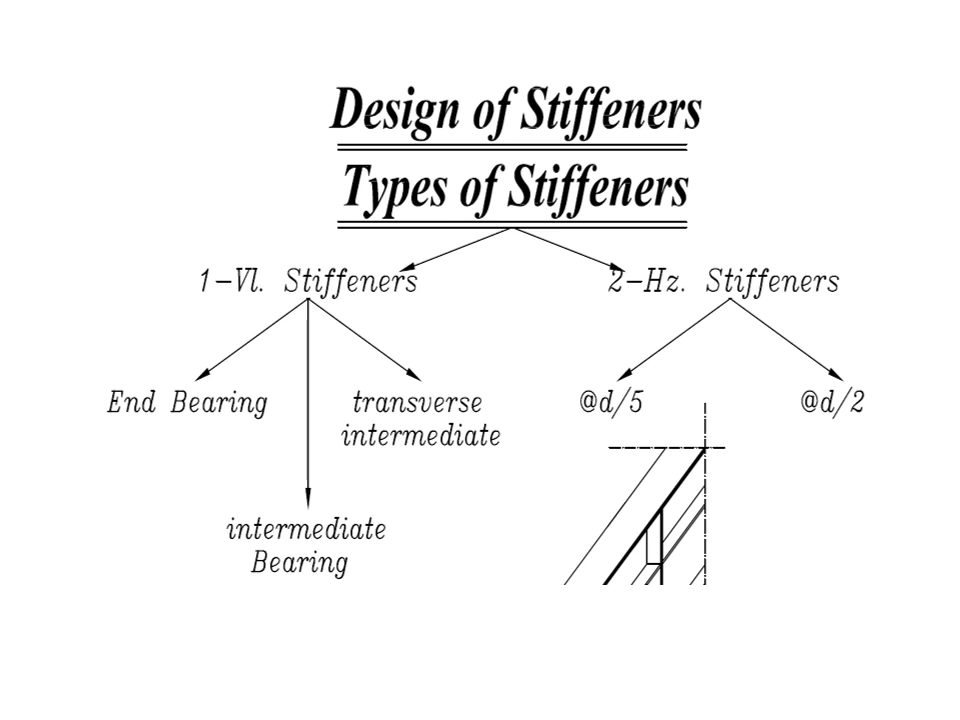 Design of Stiffeners
Types of Stiffeners
1-Vl. Stiffeners
2-Hz. Stiffeners
End Bearing
transverse
intermediate
@d/5
@d/2
intermediate
Bearing